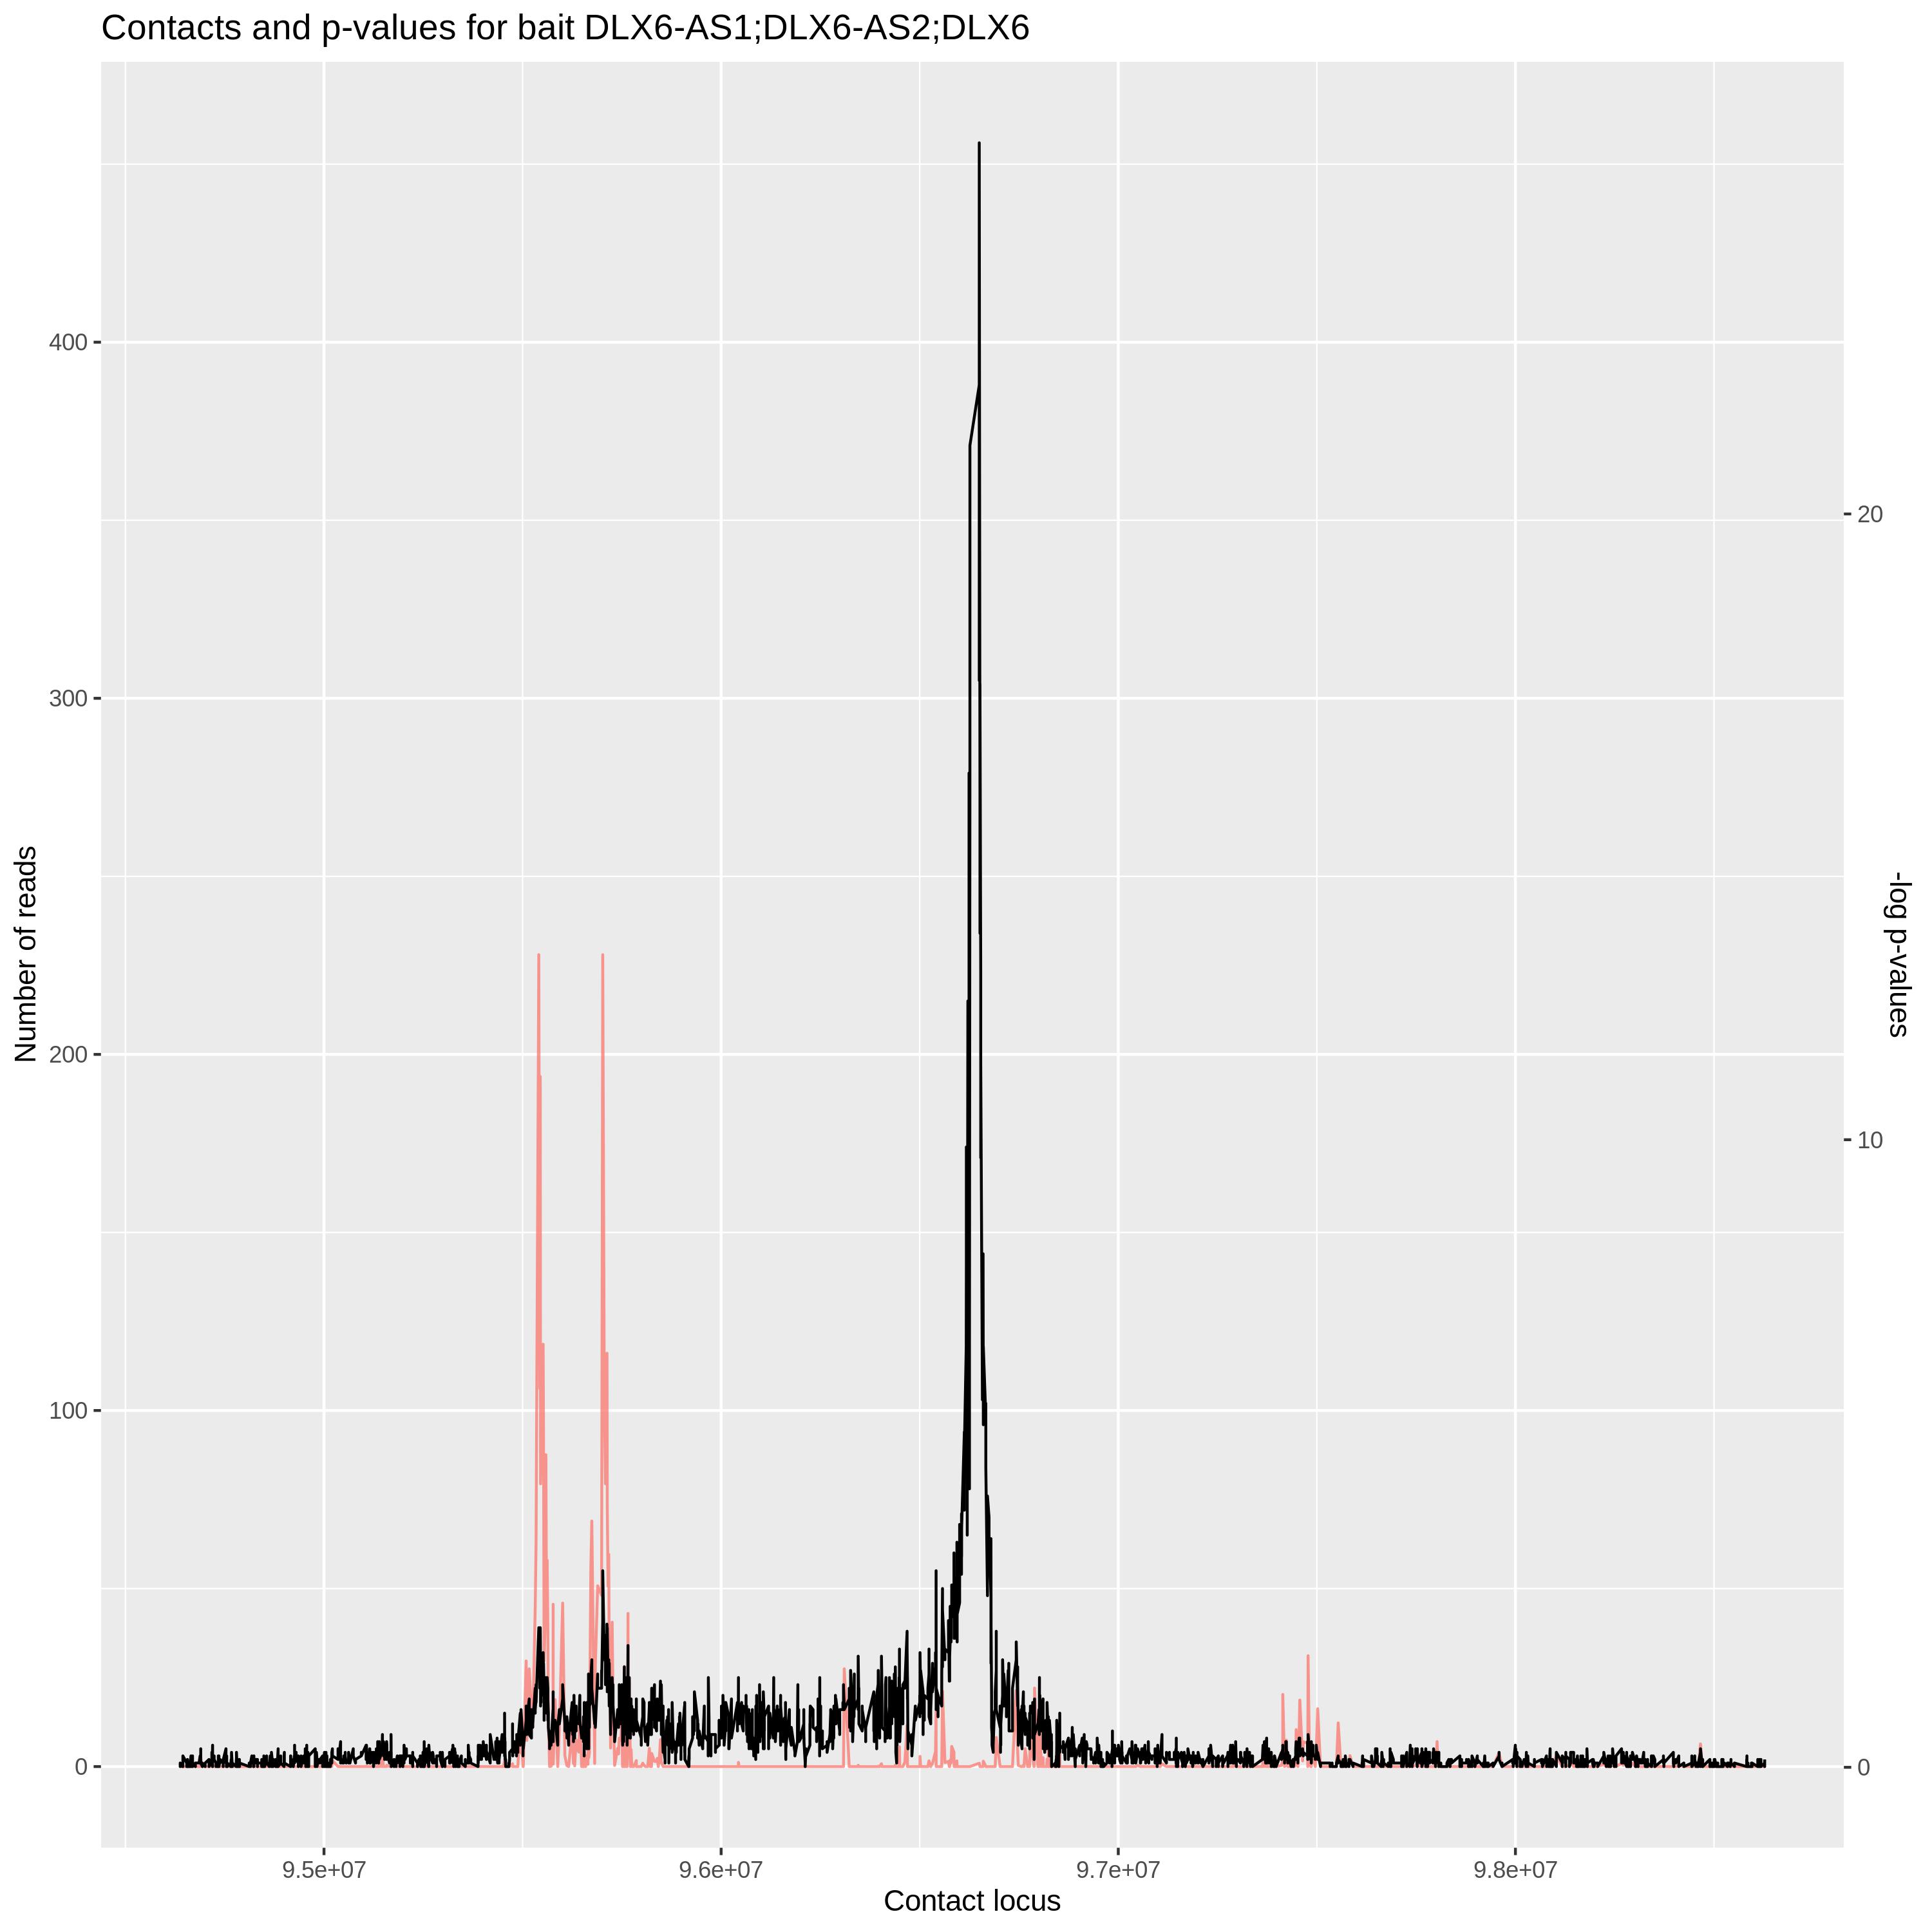 Contacts and p-values for bait DLX6-AS1;DLX6-AS2;DLX6
Number of reads
400
300
200
100
0
20
10
0
-log p-values
9.5e+07 9.6e+07 9.7e+07 9.8e+07
Contact locus